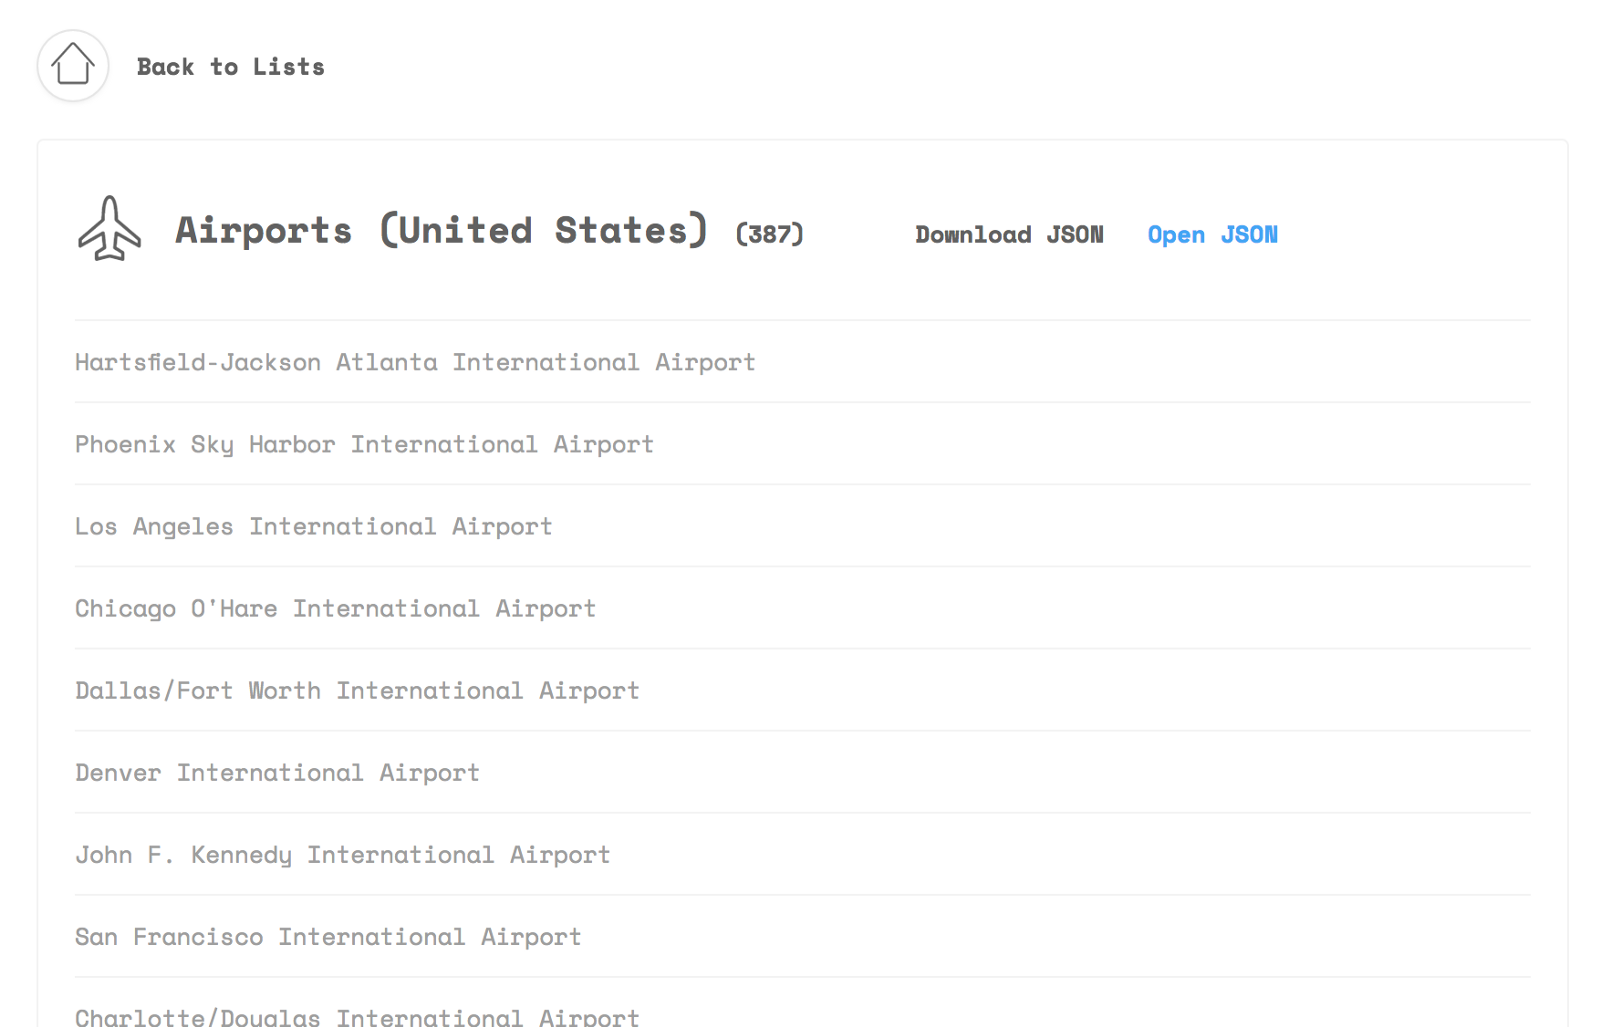 Back to Lists
Airports (United States) (387) Download JSON Open JSON
Hartsfield-Jackson Atlanta International Airport
Phoenix Sky Harbor International Airport
Los Angeles International Airport
Chicago O'Hare International Airport
Dallas/Fort Worth International Airport
Denver International Airport
John F. Kennedy International Airport
San Francisco International Airport
Charlotte/Douglas International Airport